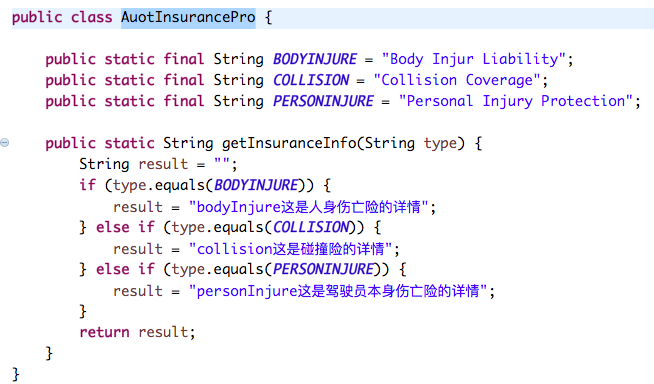 public class AuotInsurancePro {
public static final String BODYINJURE = "Body Injur Liability";
public static final String COLLISION = "Collision Coverage";
public static final String PERSONINJURE = "Personal Injury Protection";
public static String getInsuranceInfo(String type) {
String result = "";
if (type.equals(BODYINJURE)) {
result = "bodyInjure这是人身伤亡险的详情";
} else if (type.equals(COLLISION)) {
result = "collision这是碰撞险的详情";
} else if (type.equals(PERSONINJURE)) {
result = "personInjure这是驾驶员本身伤亡险的详情";
}
return result;
}
}